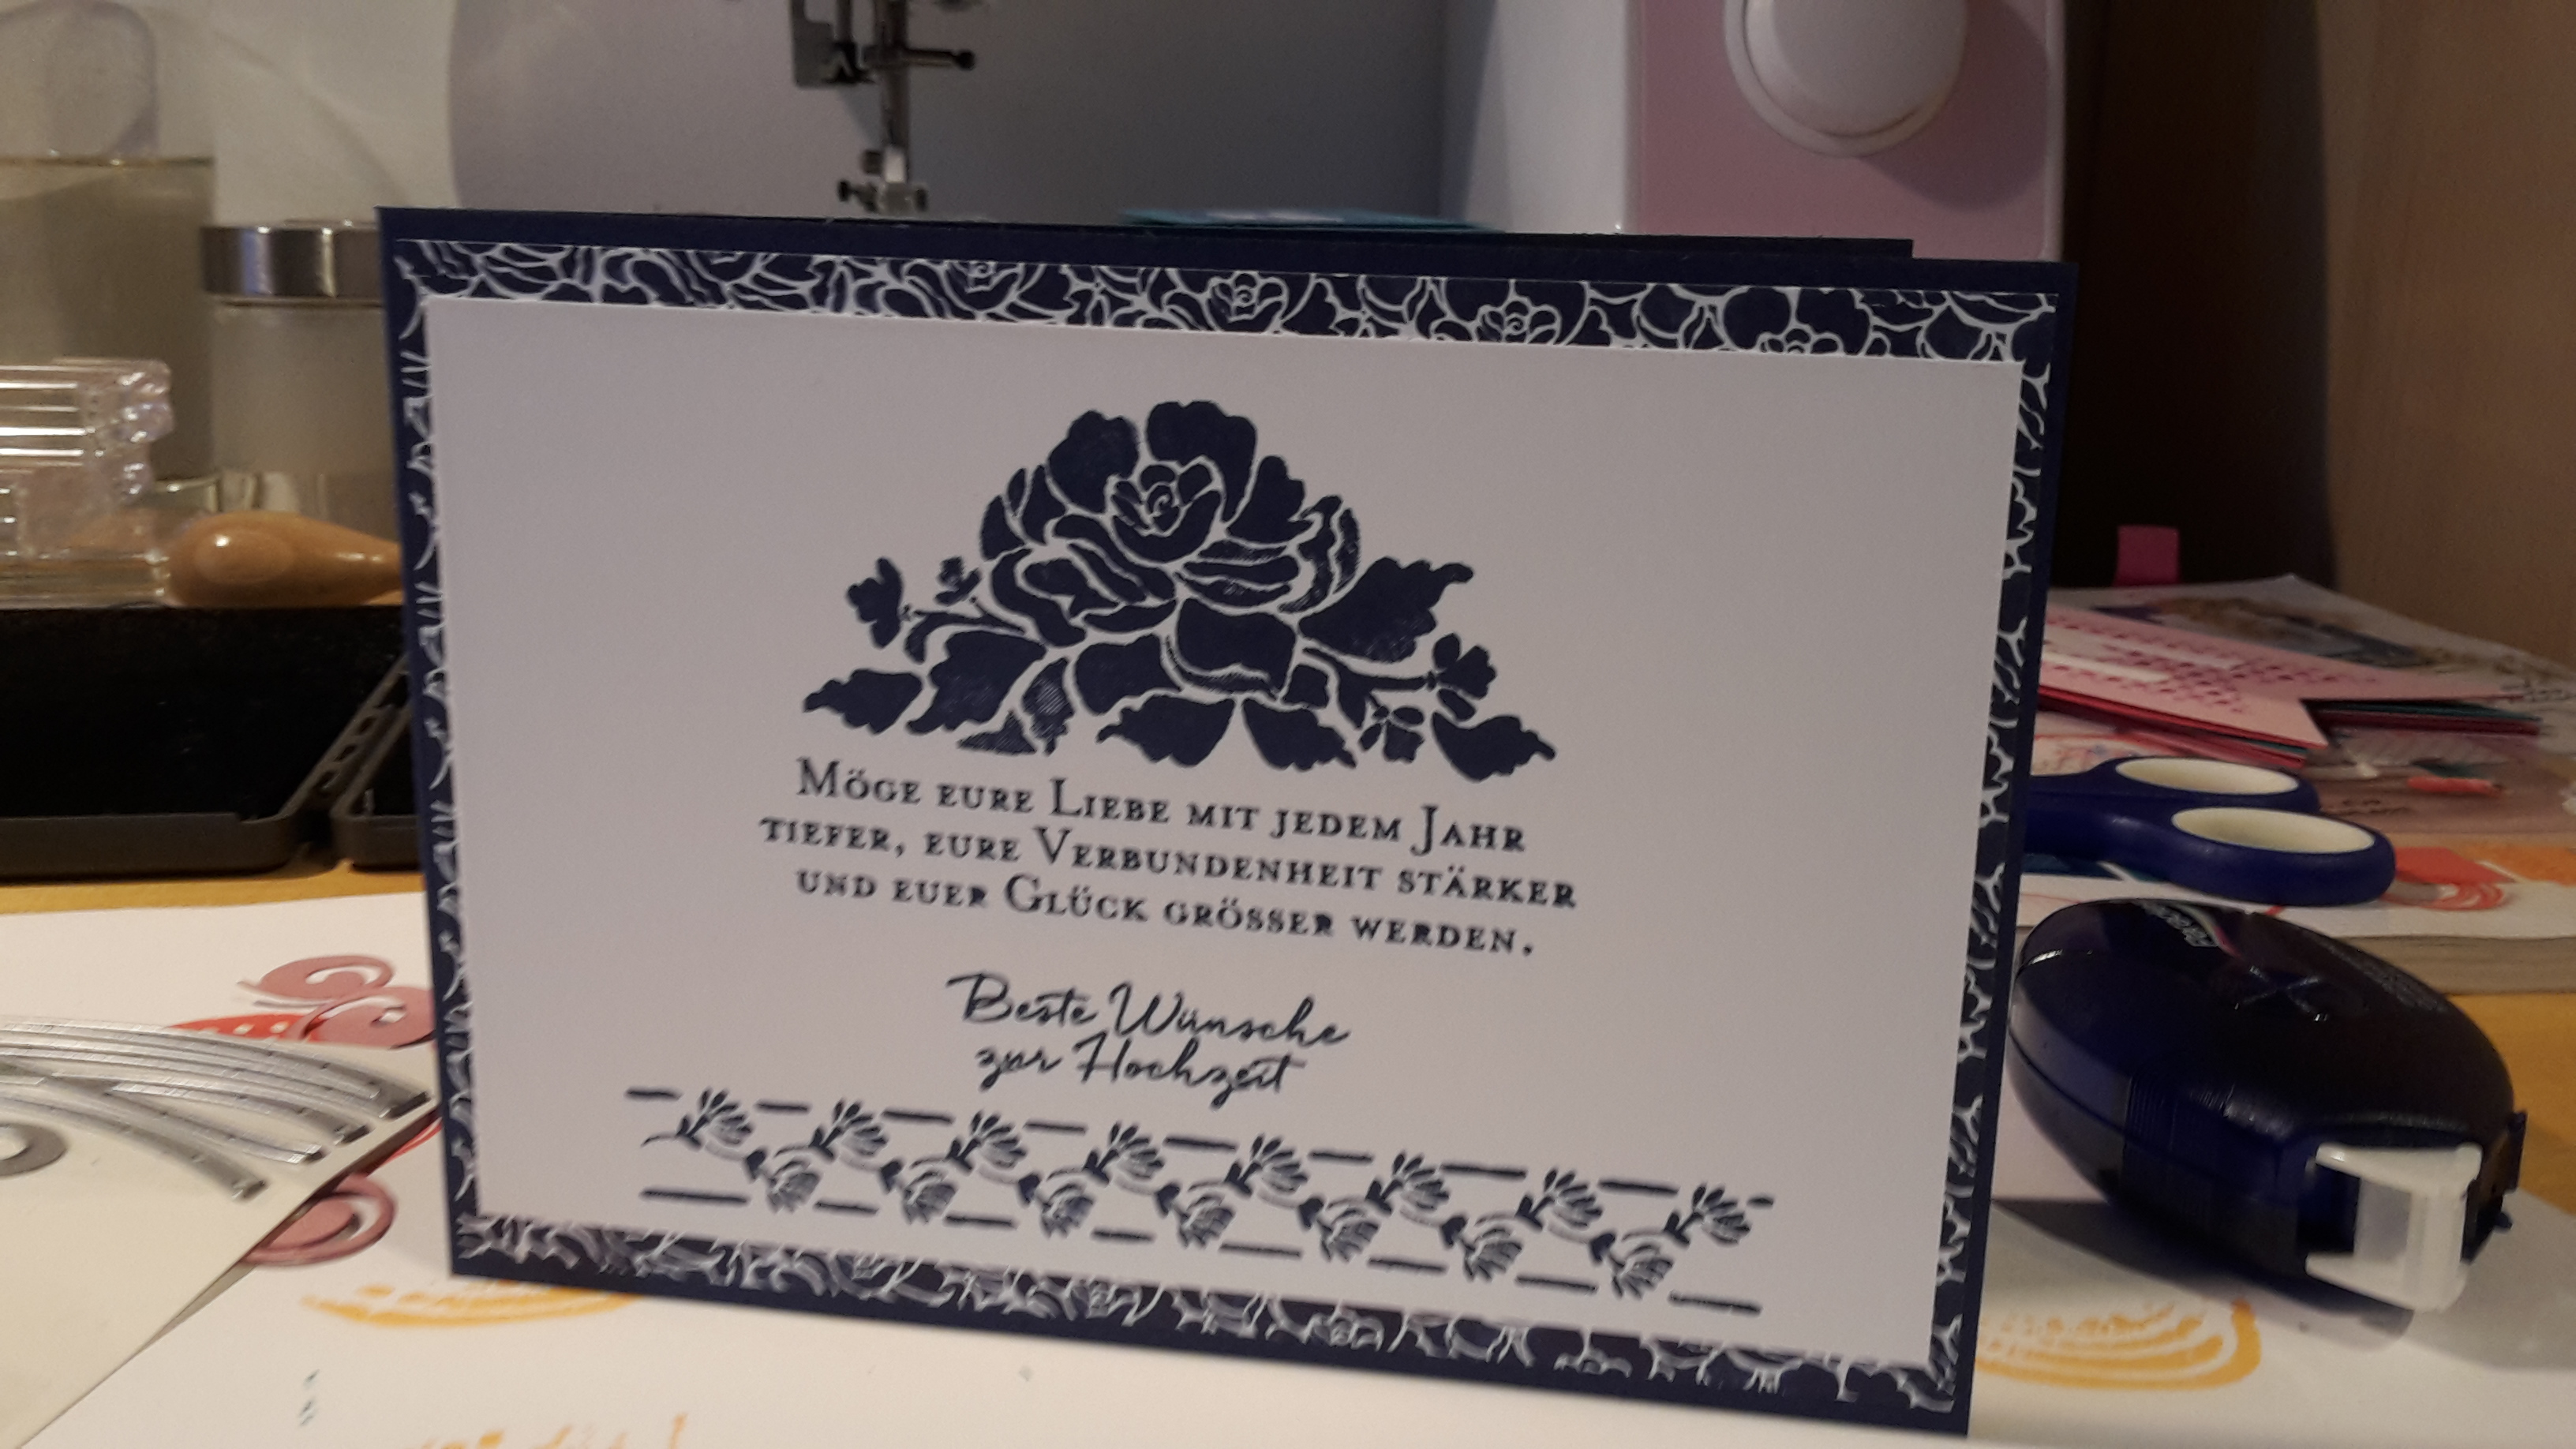 Möge eure Liebe mit jedem Jahr
tiefer, eure Verbundenheit stärker
und euer Glück grösser werden.
Beste Wünsche
zur Hochzeit